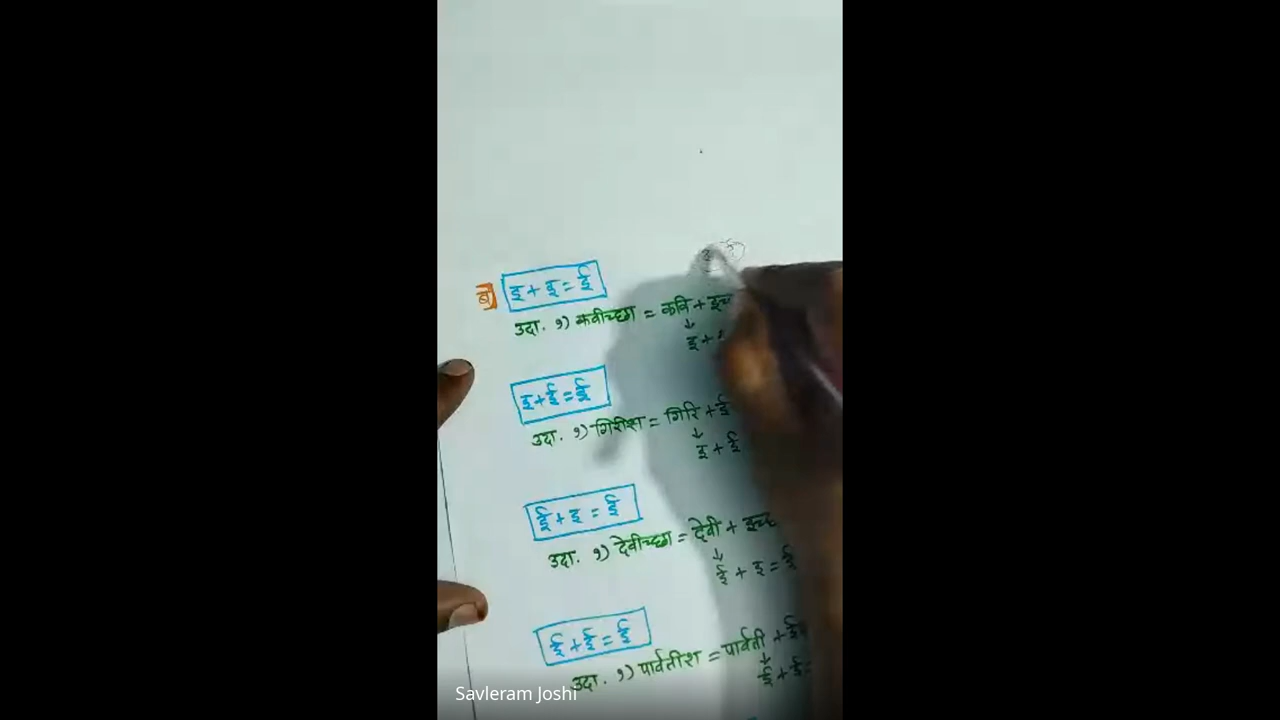 ब) इ + इ = ई
उदा. १) कवीच्छा = कवि + इच्
इ +
इ + ई = ई
उदा. १) गिरीश = गिरि + ई
इ + ई
ई + इ = ई
उदा. १) देवीच्छा = देवी + इच्छ
ई + इ = ई
ई + ई = ई
उदा. १) पार्वतीश = पार्वती + ई
ई + ई =
Savleram Joshi